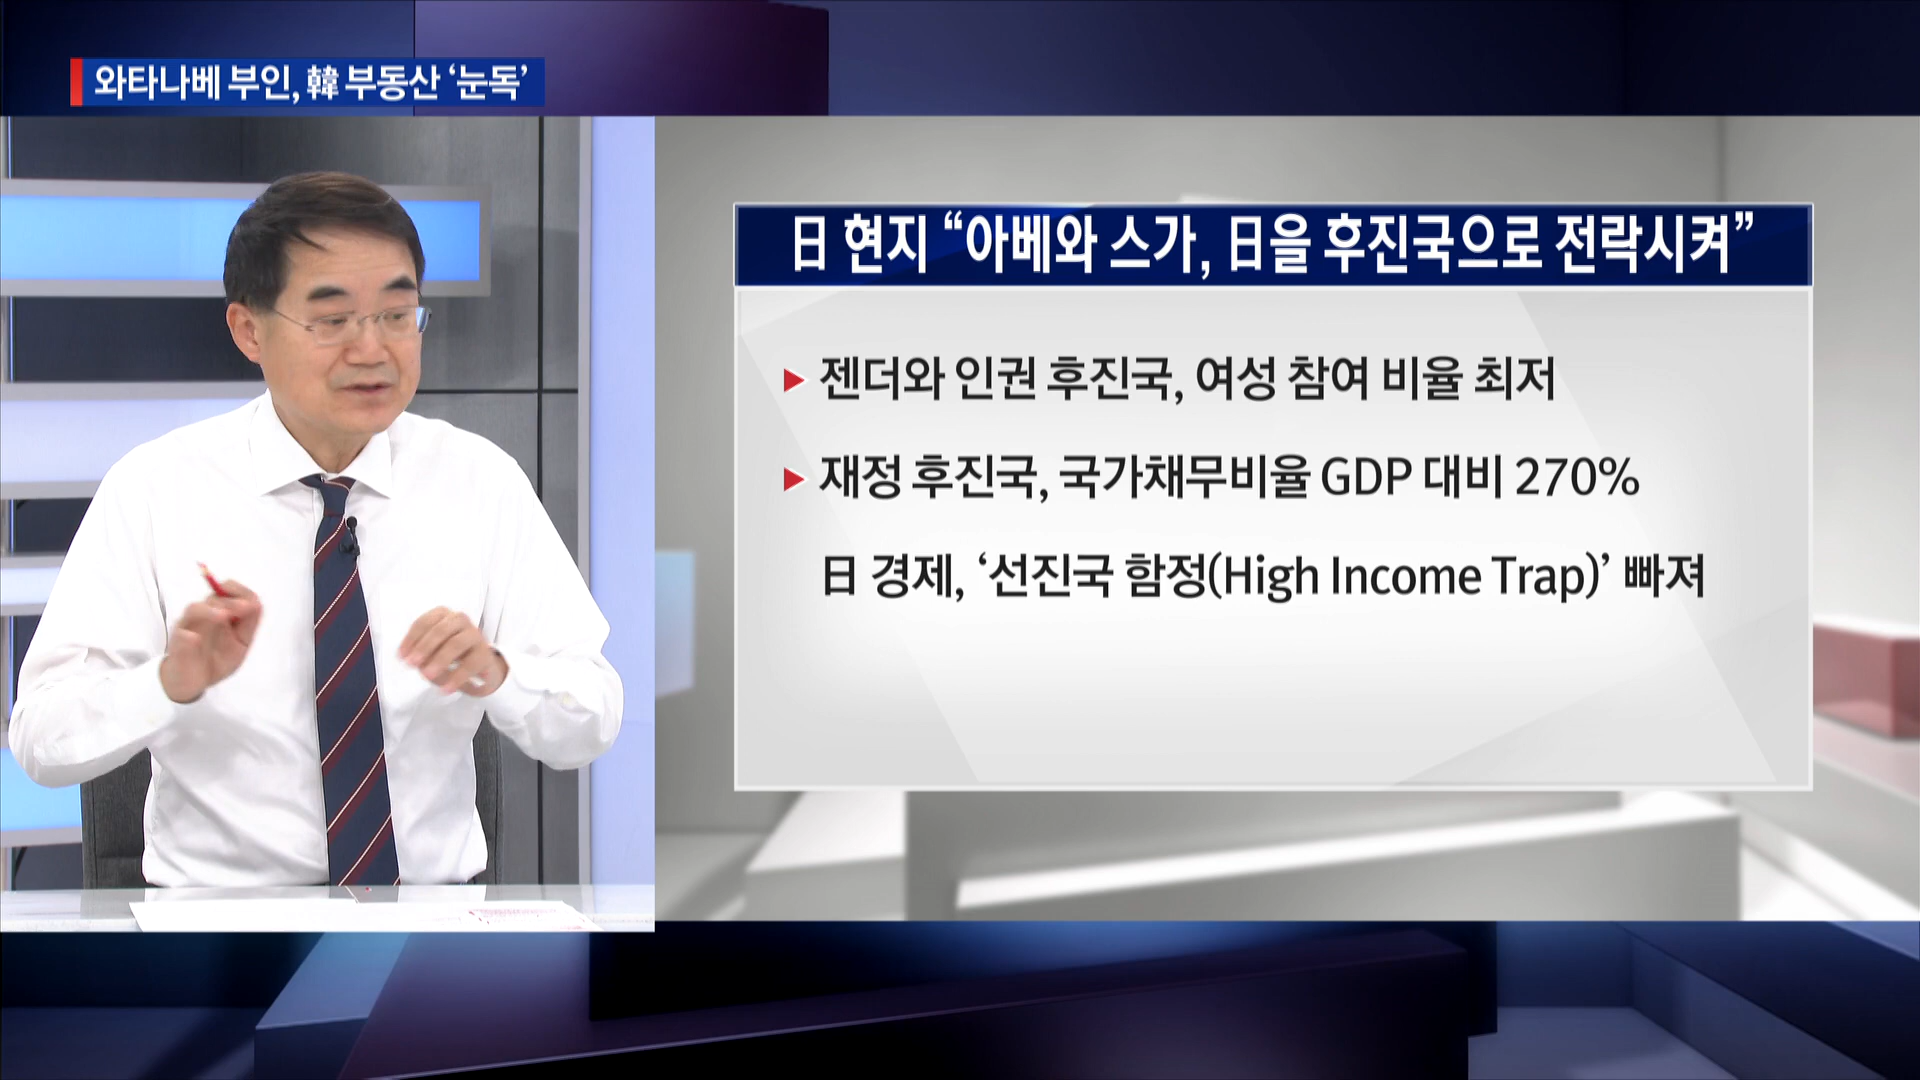 와타나베 부인, 韓 부동산 ‘눈독’
日 현지 “아베와 스가, 日을 후진국으로 전락시켜”
젠더와 인권 후진국, 여성 참여 비율 최저
재정 후진국, 국가채무비율 GDP 대비 270%
日 경제, ‘선진국 함정(High Income Trap)’ 빠져